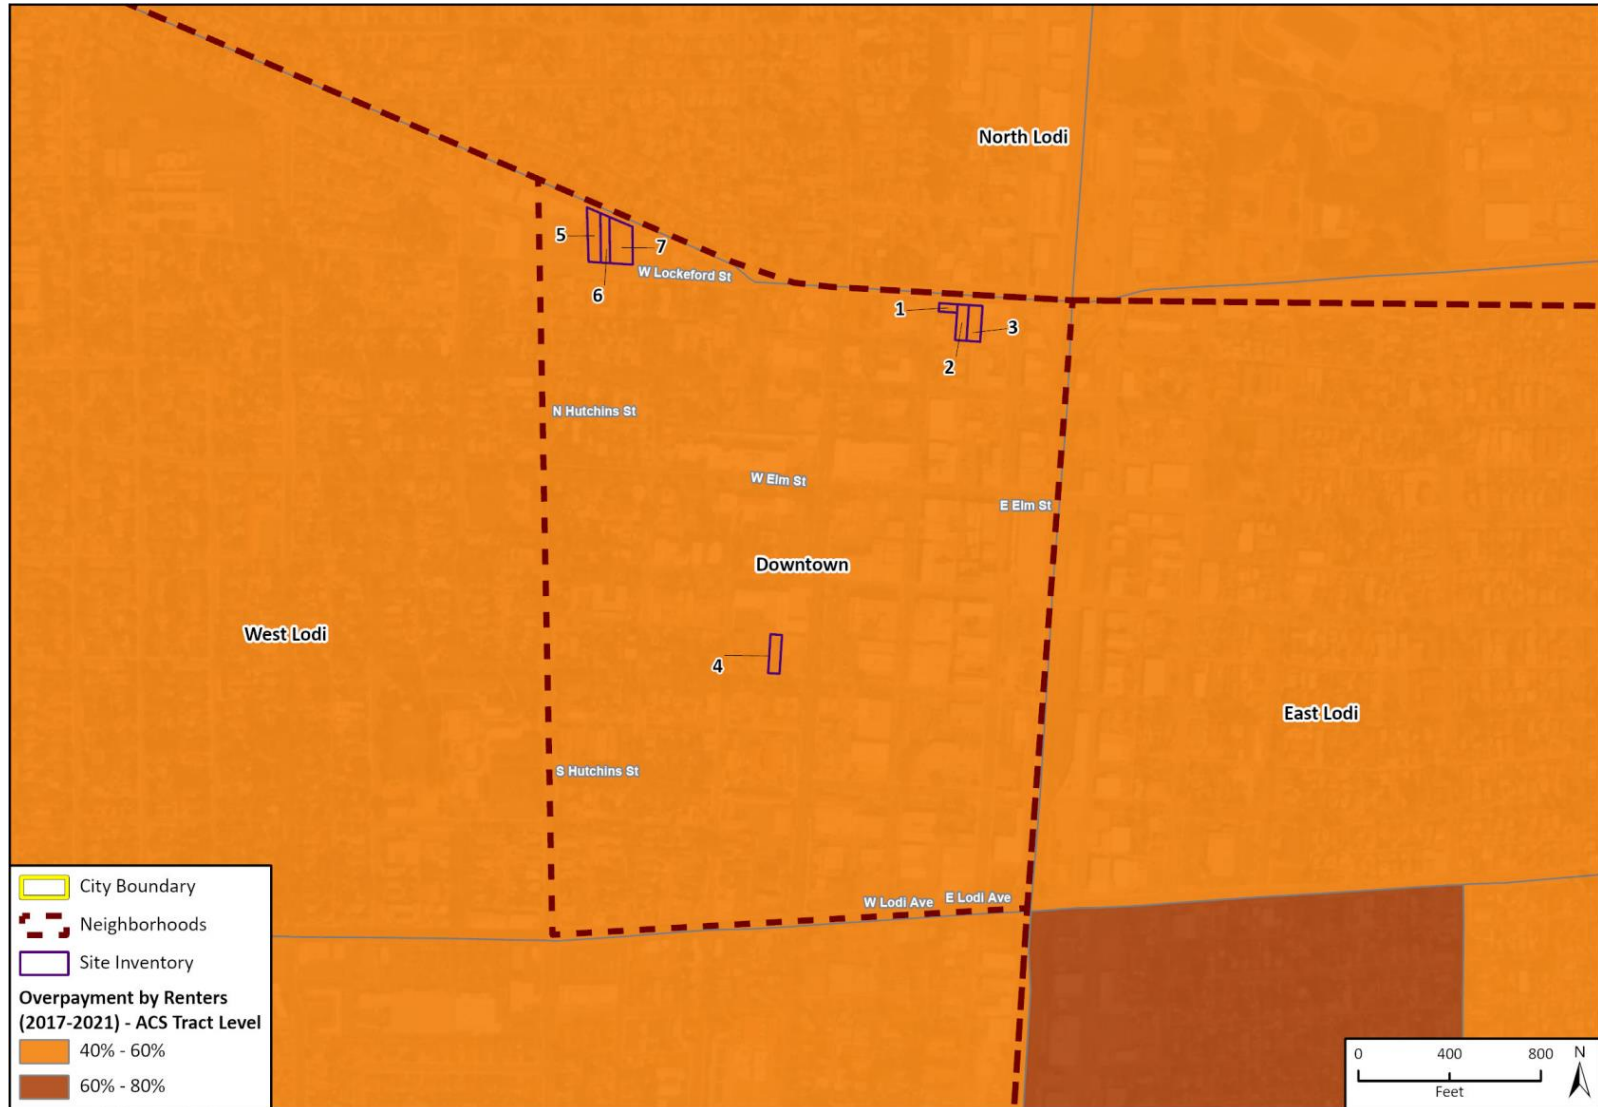 North Lodi
5
7
W Lockeford St
6
1
3
2
N Hutchins St
W Elm St
E Elm St
Downtown
West Lodi
4
East Lodi
S Hutchins St
W Lodi Ave
E Lodi Ave
City Boundary
Neighborhoods
Site Inventory
Overpayment by Renters
(2017-2021) - ACS Tract Level
40% - 60%
60% - 80%
0
400
800
N
Feet